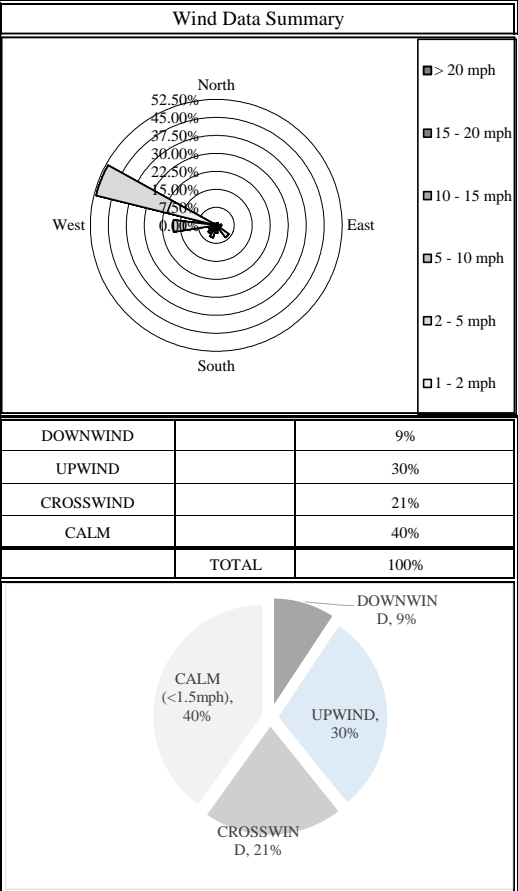 Wind Data Summary
North
52.50%
45.00%
37.50%
30.00%
22.50%
15.00%
7.50%
0.00%
West
East
South
> 20 mph
15 - 20 mph
10 - 15 mph
5 - 10 mph
2 - 5 mph
1 - 2 mph
DOWNWIND 9%
UPWIND 30%
CROSSWIND 21%
CALM 40%
TOTAL 100%
DOWNWIN
D, 9%
UPWIND,
30%
CROSSWIN
D, 21%
CALM
(<1.5mph),
40%